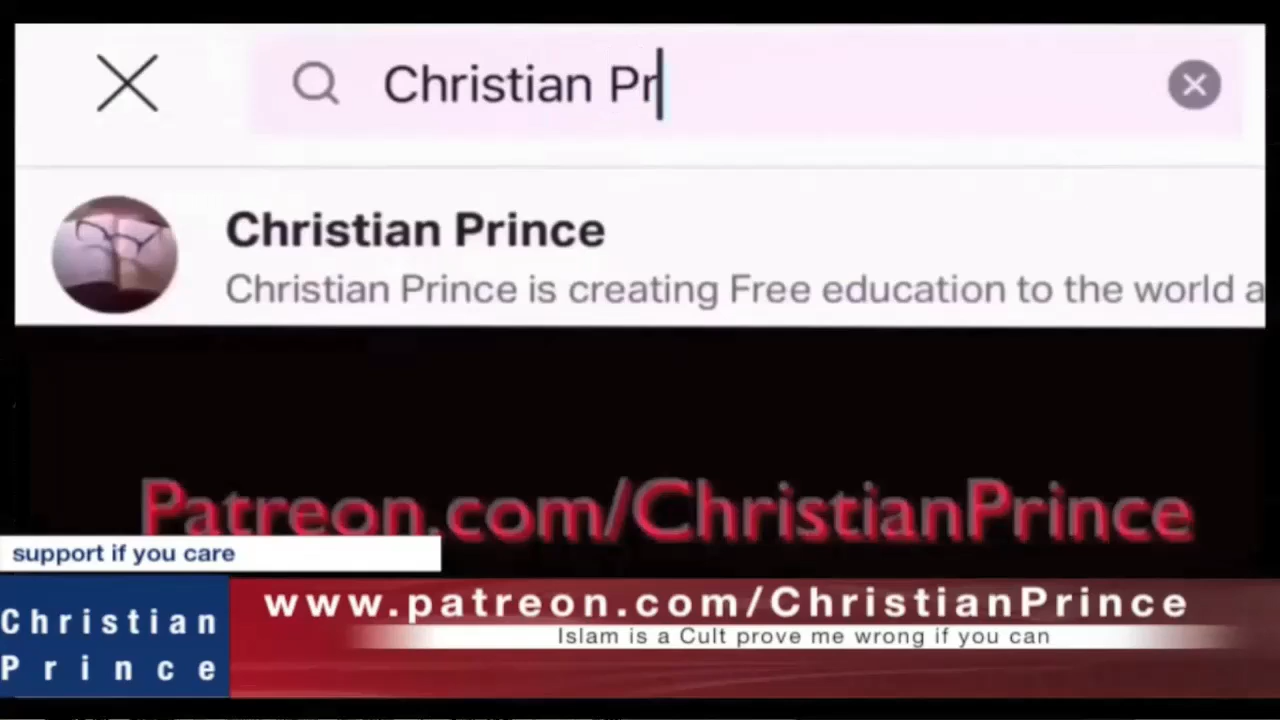 Christian Pr
Christian Prince
Christian Prince is creating Free education to the world a
Patreon.com/ChristianPrince
support if you care
Christian
Prince
www.patreon.com/ChristianPrince
Islam is a Cult prove me wrong if you can